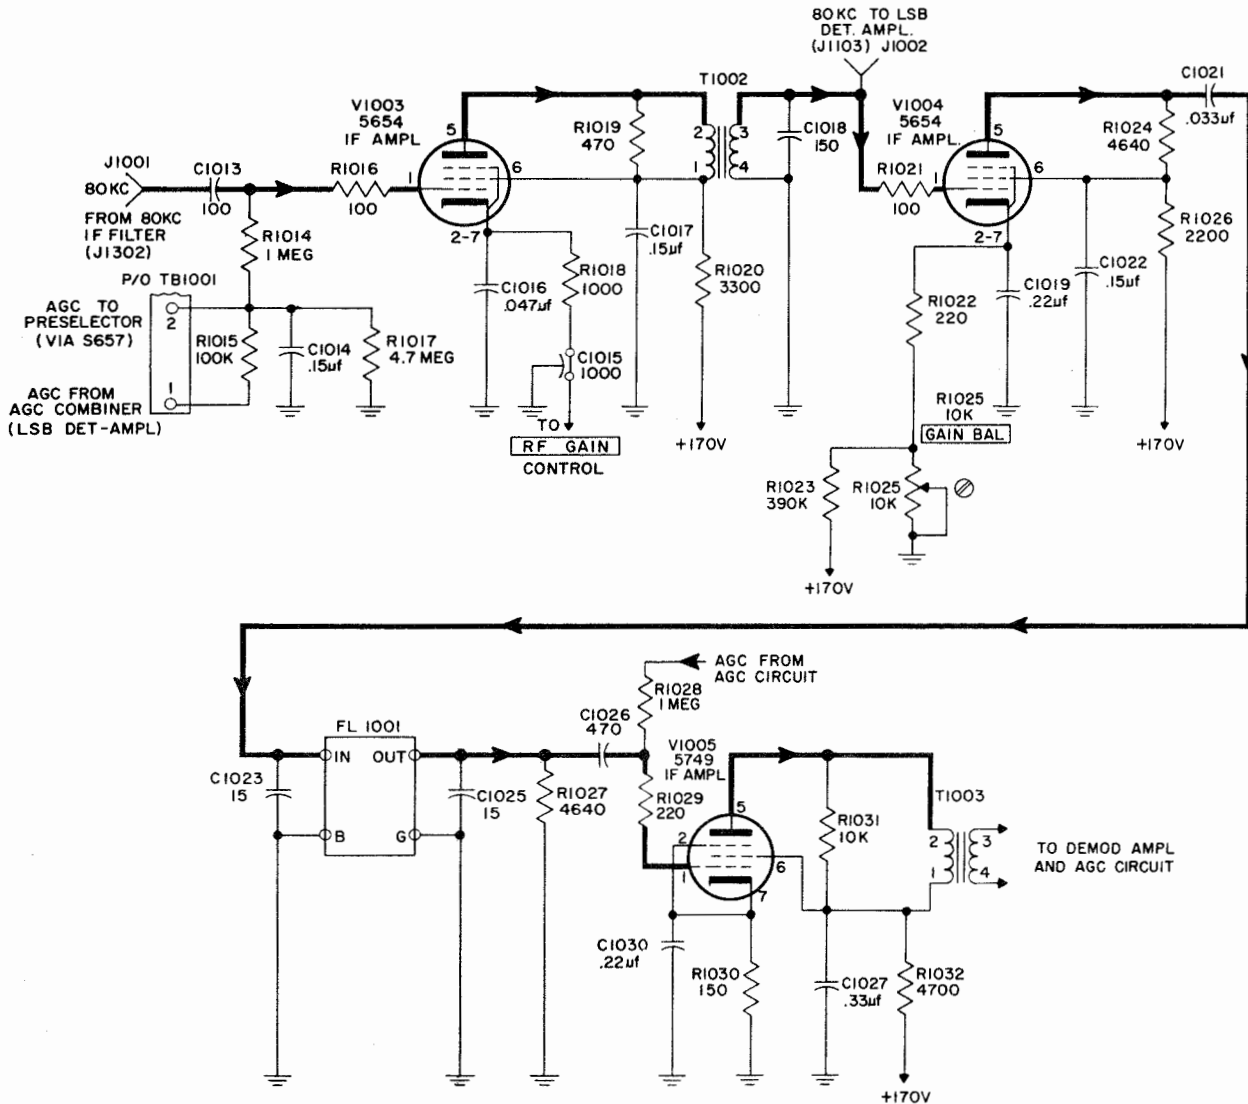 80KC TO LSB
DET. AMPL.
(J1103) J1002
T1002
C1021
.033uf
V1003
5654
IF AMPL
5
6
1
2-7
R1019
470
2
1
3
4
C1018
150
V1004
5654
IF AMPL.
5
6
1
2-7
R1024
4640
J1001
80KC
FROM 80KC
IF FILTER
(J1302)
C1013
100
R1016
100
R1021
100
R1014
1 MEG
C1017
.15uf
R1026
2200
P/O TB1001
AGC TO
PRESELECTOR
(VIA S657)
2
1
R1015
100K
C1014
.15uf
R1017
4.7 MEG
C1016
.047uf
R1018
1000
R1020
3300
R1022
220
C1019
.22uf
C1022
.15uf
C1015
1000
AGC FROM
AGC COMBINER
(LSB DET-AMPL)
TO
RF GAIN
CONTROL
+170V
R1025
10K
GAIN BAL
+170V
R1023
390K
R1025
10K
+170V
AGC FROM
AGC CIRCUIT
R1028
1 MEG
FL 1001
IN
OUT
B
G
C1026
470
V1005
5749
IF AMPL
5
2
1
6
7
C1023
15
C1025
15
R1027
4640
R1029
220
R1031
10K
T1003
2
1
3
4
TO DEMOD AMPL
AND AGC CIRCUIT
C1030
.22uf
R1030
150
C1027
.33uf
R1032
4700
+170V